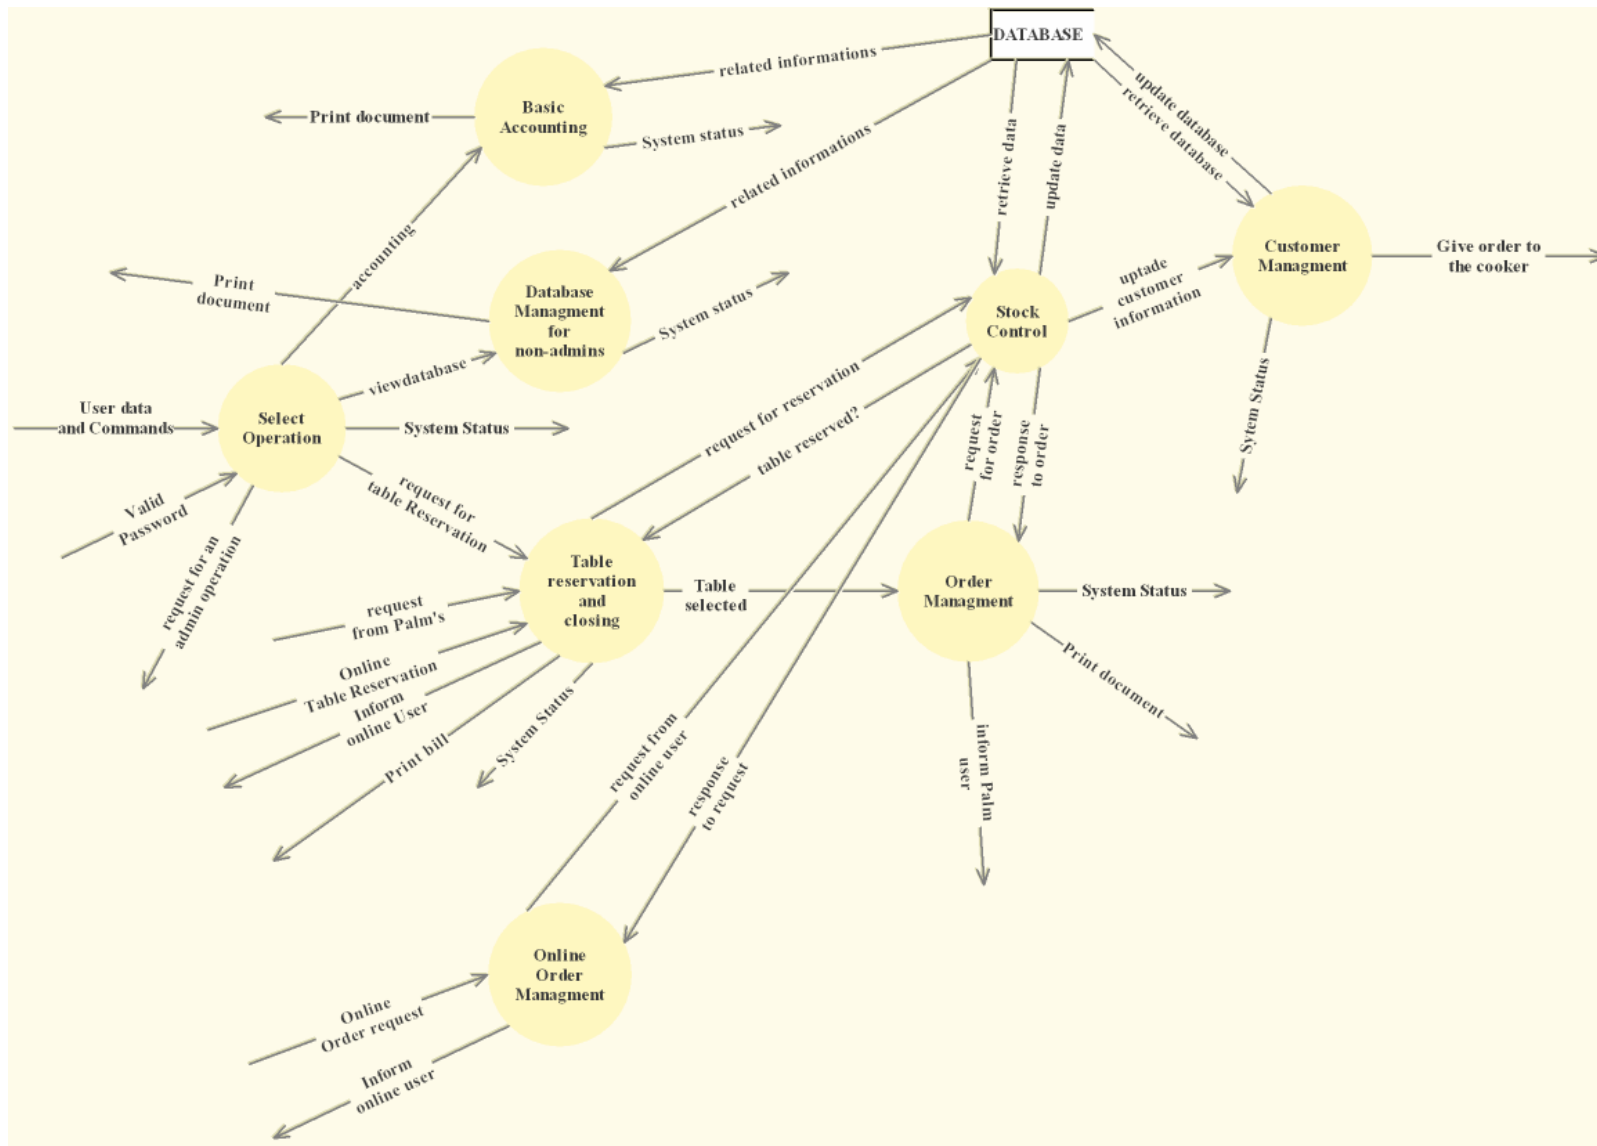 DATABASE
related informations
update database
retrieve database
Basic
Accounting
Print document
System status
related informations
retrieve data
update data
accounting
Customer
Managment
Give order to
the cooker
Print
document
Database
Managment
for
non-admins
System status
uptade
customer
information
Stock
Control
viewdatabase
request for reservation
table reserved?
User data
and Commands
Select
Operation
System Status
request
for order
response
to order
Sytem Status
Valid
Password
request for
table Reservation
request for an
admin operation
Table
reservation
and
closing
Table
selected
Order
Managment
System Status
request
from Palm's
Online
Table Reservation
Inform
online User
Print bill
System Status
Print document
request from
online user
response
to request
inform Palm
user
Online
Order
Managment
Online
Order request
Inform
online user